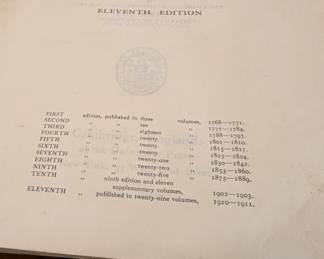 ELEVENTH EDITION
FIRST edition, published in three volumes, 1768—1771.
SECOND ,, ,, ten ,, 1777—1784.
THIRD ,, ,, eighteen ,, 1788—1797.
FOURTH ,, ,, twenty ,, 1801—1810.
FIFTH ,, ,, twenty ,, 1815—1817.
SIXTH ,, ,, twenty ,, 1823—1824.
SEVENTH ,, ,, twenty-one ,, 1830—1842.
EIGHTH ,, ,, twenty-two ,, 1853—1860.
NINTH ,, ,, twenty-five ,, 1875—1889.
TENTH ,, ninth edition and eleven
supplementary volumes, 1902—1903.
ELEVENTH ,, published in twenty-nine volumes, 1910—1911.